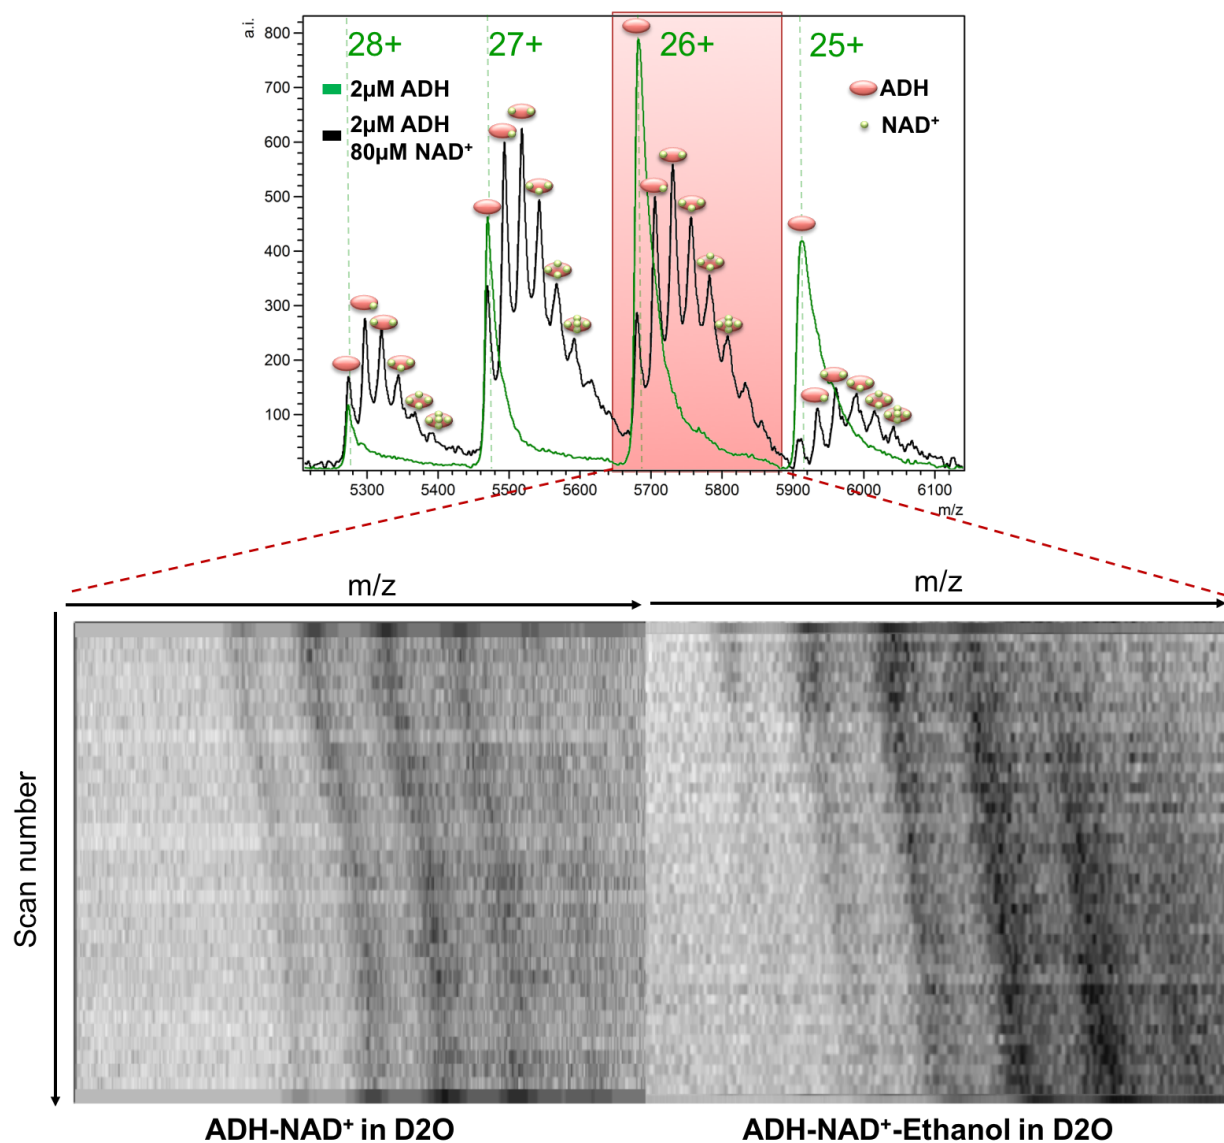 a.i.
800
700
600
500
400
300
200
100
28+
27+
26+
25+
2µM ADH
2µM ADH
80µM NAD⁺
ADH
NAD⁺
5300
5400
5500
5600
5700
5800
5900
6000
6100
m/z
m/z
m/z
Scan number
ADH-NAD⁺ in D2O
ADH-NAD⁺-Ethanol in D2O